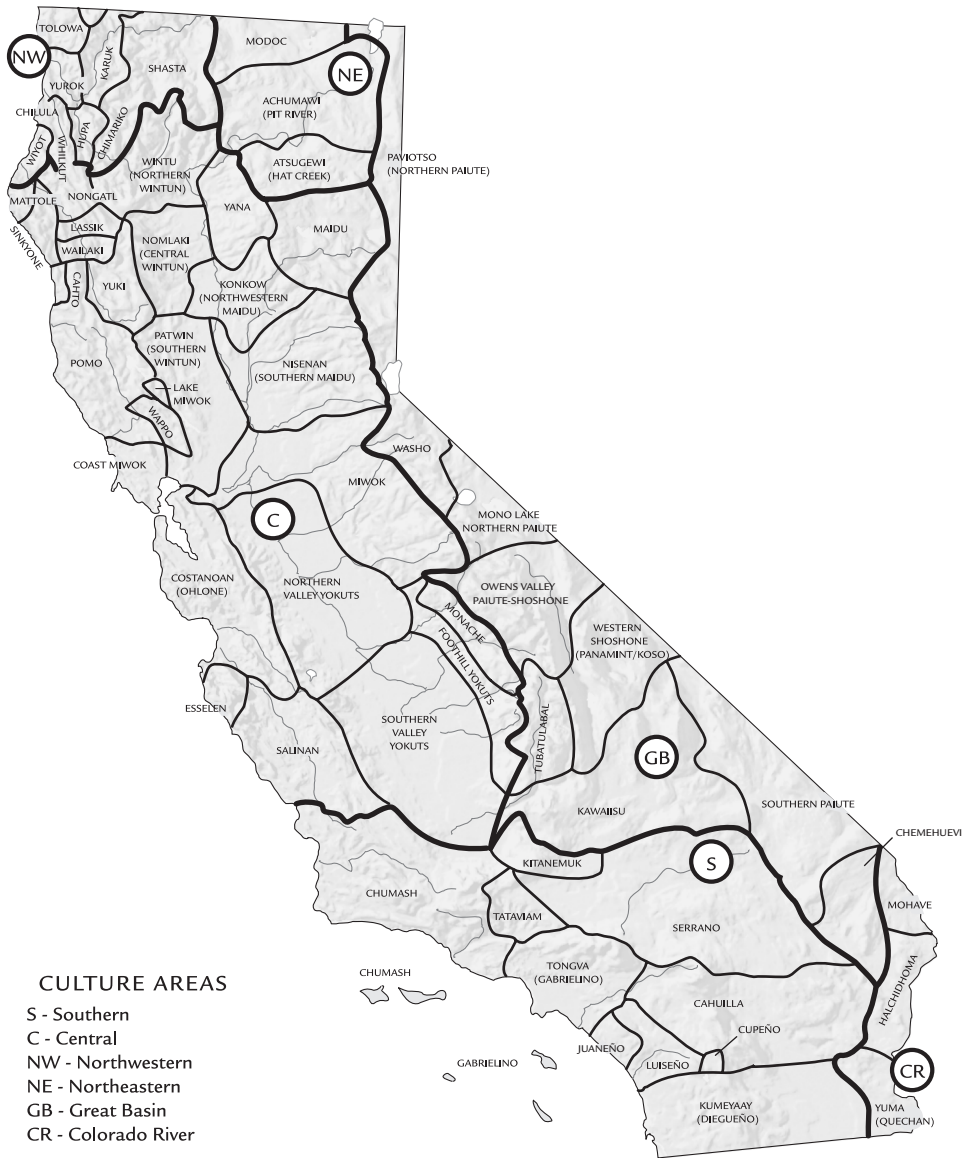 TOLOWA
NW
KARUK
SHASTA
MODOC
NE
YUROK
ACHUMAWI
(PIT RIVER)
CHILULA
HUPA
CHIMARIKO
WIYOT
WHILKUT
WINTU
(NORTHERN
WINTUN)
ATSUGEWI
(HAT CREEK)
PAVIOTSO
(NORTHERN PAIUTE)
MATTOLE
NONGATL
YANA
MAIDU
LASSIK
SINKYONE
WAILAKI
NOMLAKI
(CENTRAL
WINTUN)
CAHTO
YUKI
KONKOW
(NORTHWESTERN
MAIDU)
PATWIN
(SOUTHERN
WINTUN)
POMO
NISENAN
(SOUTHERN MAIDU)
LAKE
MIWOK
WAPPO
COAST MIWOK
WASHO
MIWOK
C
MONO LAKE
NORTHERN PAIUTE
COSTANOAN
(OHLONE)
NORTHERN
VALLEY YOKUTS
OWENS VALLEY
PAIUTE-SHOSHONE
MONACHE
FOOTHILL YOKUTS
WESTERN
SHOSHONE
(PANAMINT/KOSO)
ESSELEN
SALINAN
SOUTHERN
VALLEY
YOKUTS
TUBATULABAL
GB
KAWAIISU
SOUTHERN PAIUTE
CHEMEHUEVI
KITANEMUK
S
CHUMASH
MOHAVE
TATAVIAM
SERRANO
TONGVA
(GABRIELINO)
CHUMASH
CAHUILLA
HALCHIDHOMA
CUPEÑO
JUANEÑO
LUISEÑO
GABRIELINO
CR
KUMEYAAY
(DIEGUEÑO)
YUMA
(QUECHAN)
CULTURE AREAS
S - Southern
C - Central
NW - Northwestern
NE - Northeastern
GB - Great Basin
CR - Colorado River